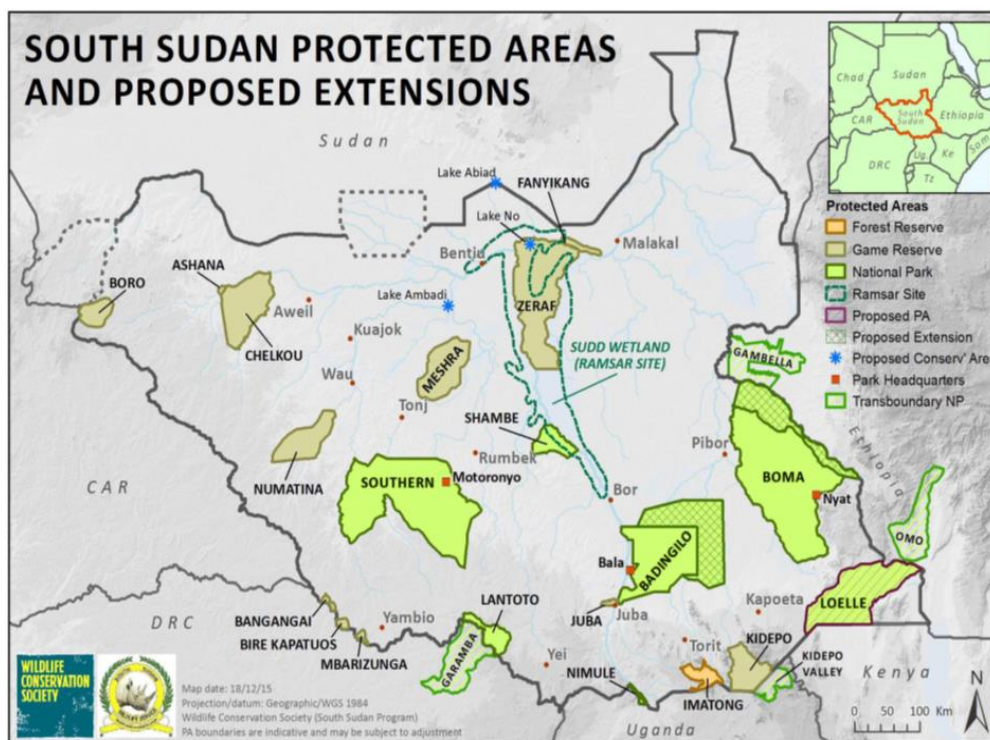 SOUTH SUDAN PROTECTED AREAS
AND PROPOSED EXTENSIONS
Sudan
Chad
Sudan
CAR
South
Sudan
Ethiopia
Som
DRC
Ug.
Ke
Tz
Protected Areas
Forest Reserve
Game Reserve
National Park
Ramsar Site
Proposed PA
Proposed Extension
Proposed Conserv' Area
Park Headquarters
Transboundary NP
Lake Abiad
FANYIKANG
Lake No
Malakal
Bentiu
ASHANA
BORO
Aweil
Lake Ambadi
ZERAF
Kuajok
CHELKOU
SUDD WETLAND
(RAMSAR SITE)
MESHRA
GAMBELLA
Wau
Tonj
SHAMBE
Pibor
Ethiopia
Rumbek
NUMATINA
SOUTHERN
Motoronyo
BOMA
CAR
Bor
Nyat
OMO
BADINGILO
Bala
DRC
BANGANGAI
LANTOTO
JUBA
Juba
Kapoeta
LOELLE
BIRE KAPATUOS
Yambio
MBARIZUNGA
GARAMBA
Yei
Torit
KIDEPO
KIDEPO
VALLEY
Kenya
NIMULE
IMATONG
Uganda
N
0 50 100 Km
WILDLIFE
CONSERVATION
SOCIETY
Map date: 18/12/15
Projection/datum: Geographic/WGS 1984
Wildlife Conservation Society (South Sudan Program)
PA boundaries are indicative and may be subject to adjustment